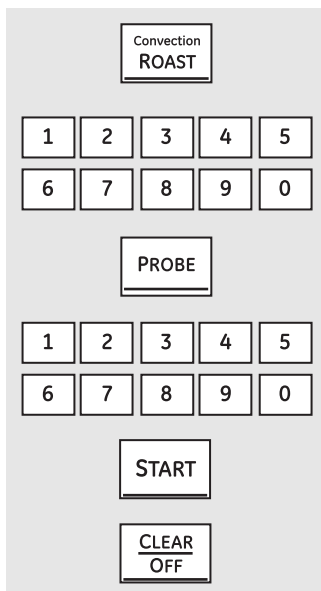 Convection
ROAST
1 2 3 4 5
6 7 8 9 0
PROBE
1 2 3 4 5
6 7 8 9 0
START
CLEAR
OFF